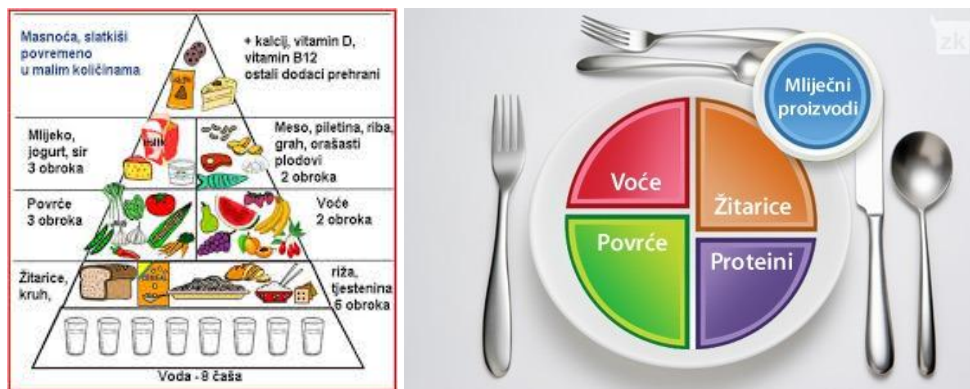 Masnoća, slatkiši
povremeno
u malim količinama
+ kalcij, vitamin D,
vitamin B12
ostali dodaci prehrani
Mlijeko,
jogurt, sir
3 obroka
Meso, piletina, riba,
grah, orašasti
plodovi
2 obroka
Povrće
3 obroka
Voće
2 obroka
Žitarice,
kruh,
riža,
tjestenina
6 obroka
Voda - 8 čaša
Mliječni
proizvodi
Voće
Žitarice
Povrće
Proteini
zk